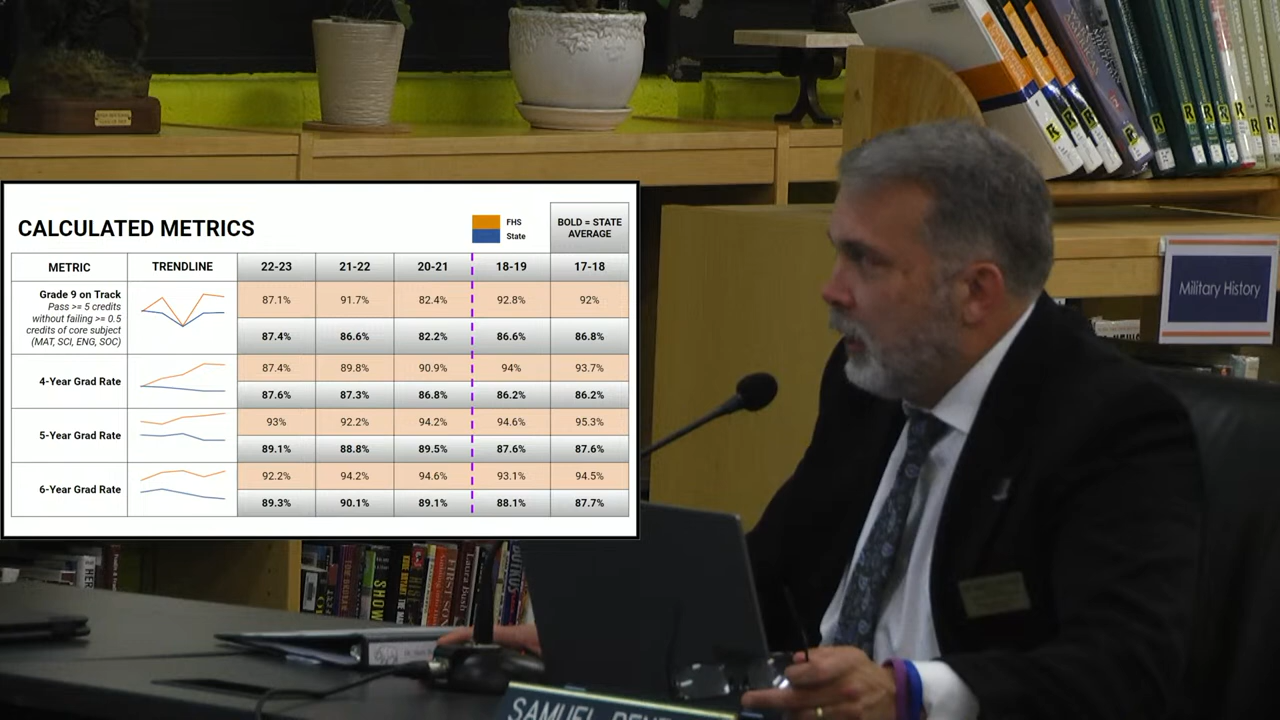 CALCULATED METRICS
FHS
State
BOLD = STATE
AVERAGE
METRIC TRENDLINE 22-23 21-22 20-21 18-19 17-18
Grade 9 on Track
Pass >= 5 credits
without failing >= 0.5
credits of core subject
(MAT, SCI, ENG, SOC)
87.1% 91.7% 82.4% 92.8% 92%
87.4% 86.6% 82.2% 86.6% 86.8%
4-Year Grad Rate
87.4% 89.8% 90.9% 94% 93.7%
87.6% 87.3% 86.8% 86.2% 86.2%
5-Year Grad Rate
93% 92.2% 94.2% 94.6% 95.3%
89.1% 88.8% 89.5% 87.6% 87.6%
6-Year Grad Rate
92.2% 94.2% 94.6% 93.1% 94.5%
89.3% 90.1% 89.1% 88.1% 87.7%
Military History
R
R
R
R
R
R
R
R
R
SHOW
FIRST SON
Laura Bush
SAMUEL